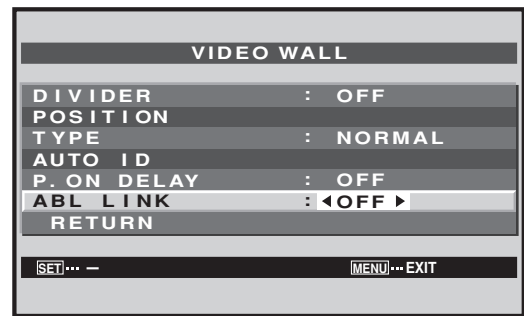 VIDEO WALL
DIVIDER : OFF
POSITION
TYPE : NORMAL
AUTO ID
P. ON DELAY : OFF
ABL LINK : ◀OFF▶
RETURN
SET ··· — MENU ··· EXIT